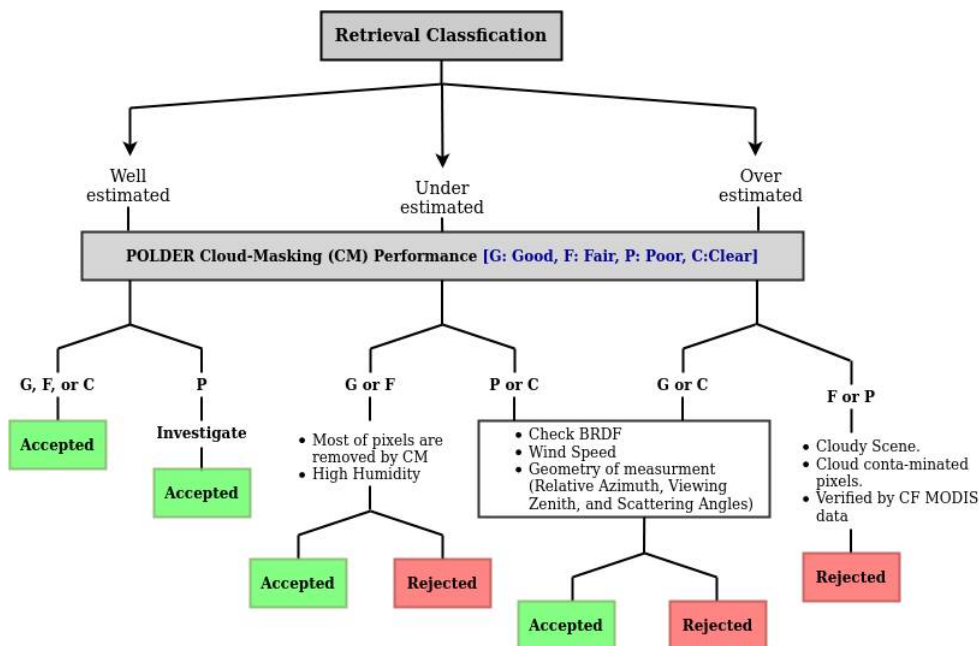 Retrieval Classfication
Well
estimated
Under
estimated
Over
estimated
POLDER Cloud-Masking (CM) Performance [G: Good, F: Fair, P: Poor, C:Clear]
G, F, or C
P
G or F
P or C
G or C
F or P
Accepted
Investigate
Accepted
• Most of pixels are
removed by CM
• High Humidity
• Check BRDF
• Wind Speed
• Geometry of measurment
(Relative Azimuth, Viewing
Zenith, and Scattering Angles)
• Cloudy Scene.
• Cloud conta-minated
pixels.
• Verified by CF MODIS
data
Accepted
Rejected
Accepted
Rejected
Rejected